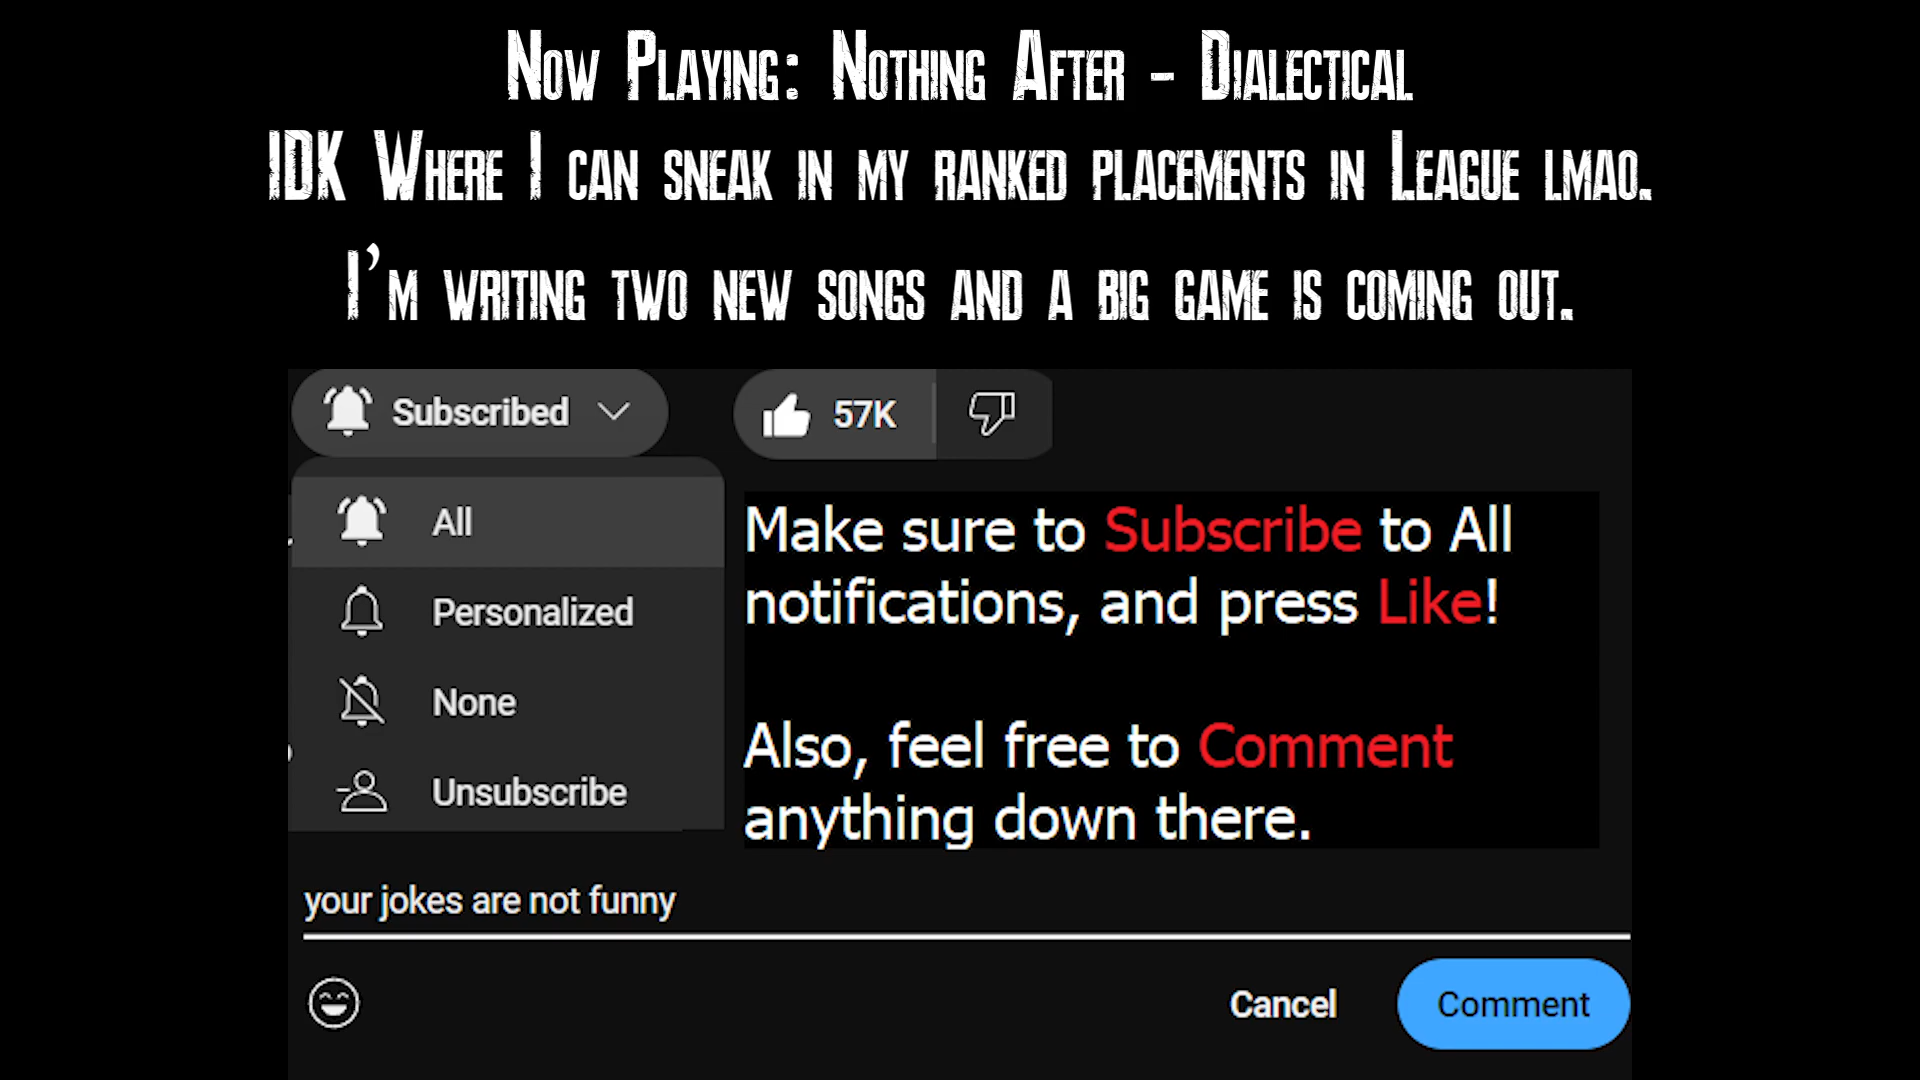 Now Playing: Nothing After - Dialectical
IDK Where I can sneak in my ranked placements in League lmao.
I'm writing two new songs and a big game is coming out.
Subscribed
57K
All
Personalized
None
Unsubscribe
Make sure to Subscribe to All
notifications, and press Like!
Also, feel free to Comment
anything down there.
your jokes are not funny
Cancel
Comment